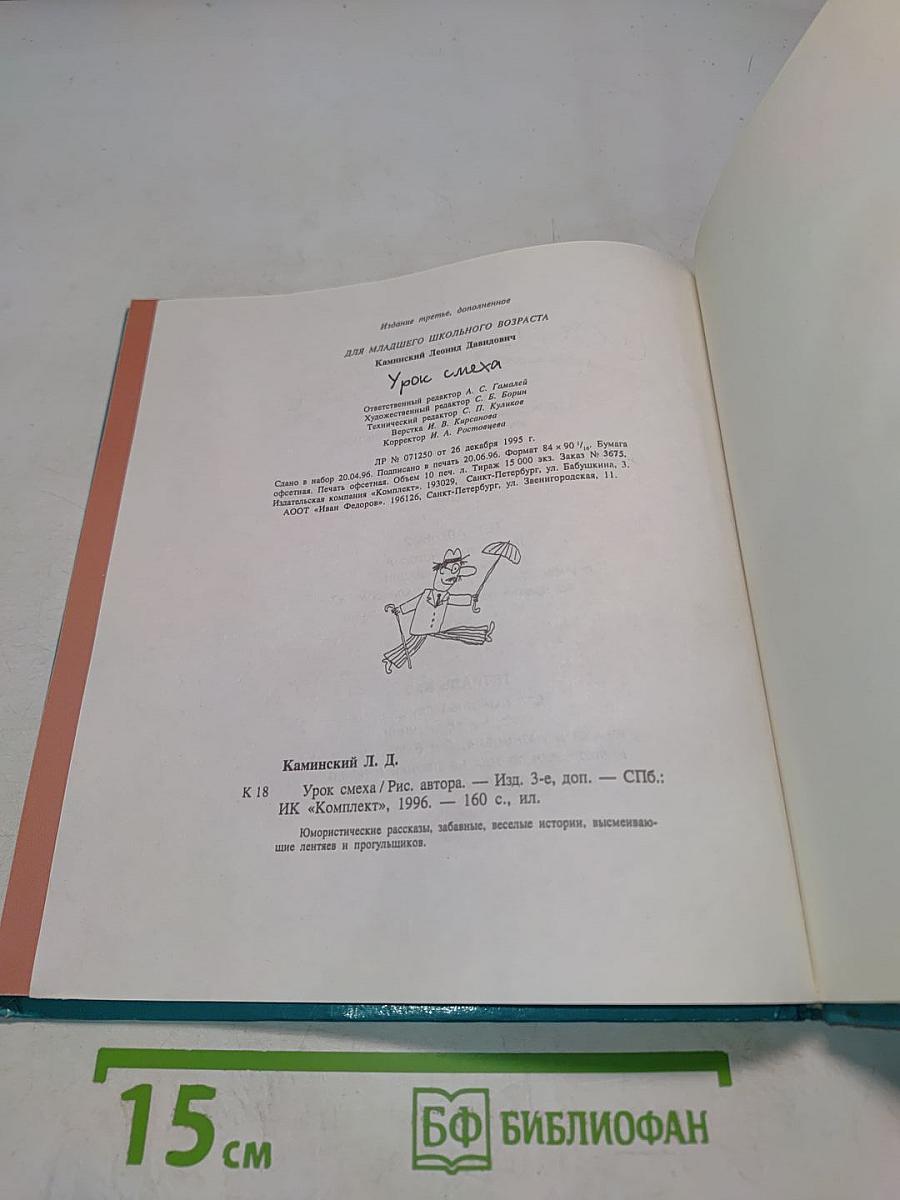 Издание третье, дополненное
ДЛЯ МЛАДШЕГО ШКОЛЬНОГО ВОЗРАСТА
Каминский Леонид Давидович
Урок смеха
Ответственный редактор А. С. Гамалей
Художественный редактор С. Б. Борин
Технический редактор С. П. Куликов
Верстка И. В. Кирсанова
Корректор И. А. Ростовцева
ЛР № 071250 от 26 декабря 1995 г.
Сдано в набор 20.04.96. Подписано в печать 20.06.96. Формат 84 × 90 1/16. Бумага
офсетная. Печать офсетная. Объем 10 печ. л. Тираж 15 000 экз. Заказ № 3675.
Издательская компания «Комплект». 193029, Санкт-Петербург, ул. Бабушкина, 3.
АООТ «Иван Федоров». 196126, Санкт-Петербург, ул. Звенигородская, 11.
Каминский Л. Д.
К 18 Урок смеха / Рис. автора. — Изд. 3-е, доп. — СПб.:
ИК «Комплект», 1996. — 160 с., ил.
Юмористические рассказы, забавные, веселые истории, высмеиваю-
щие лентяев и прогульщиков.
15 см
БФ БИБЛИОФАН